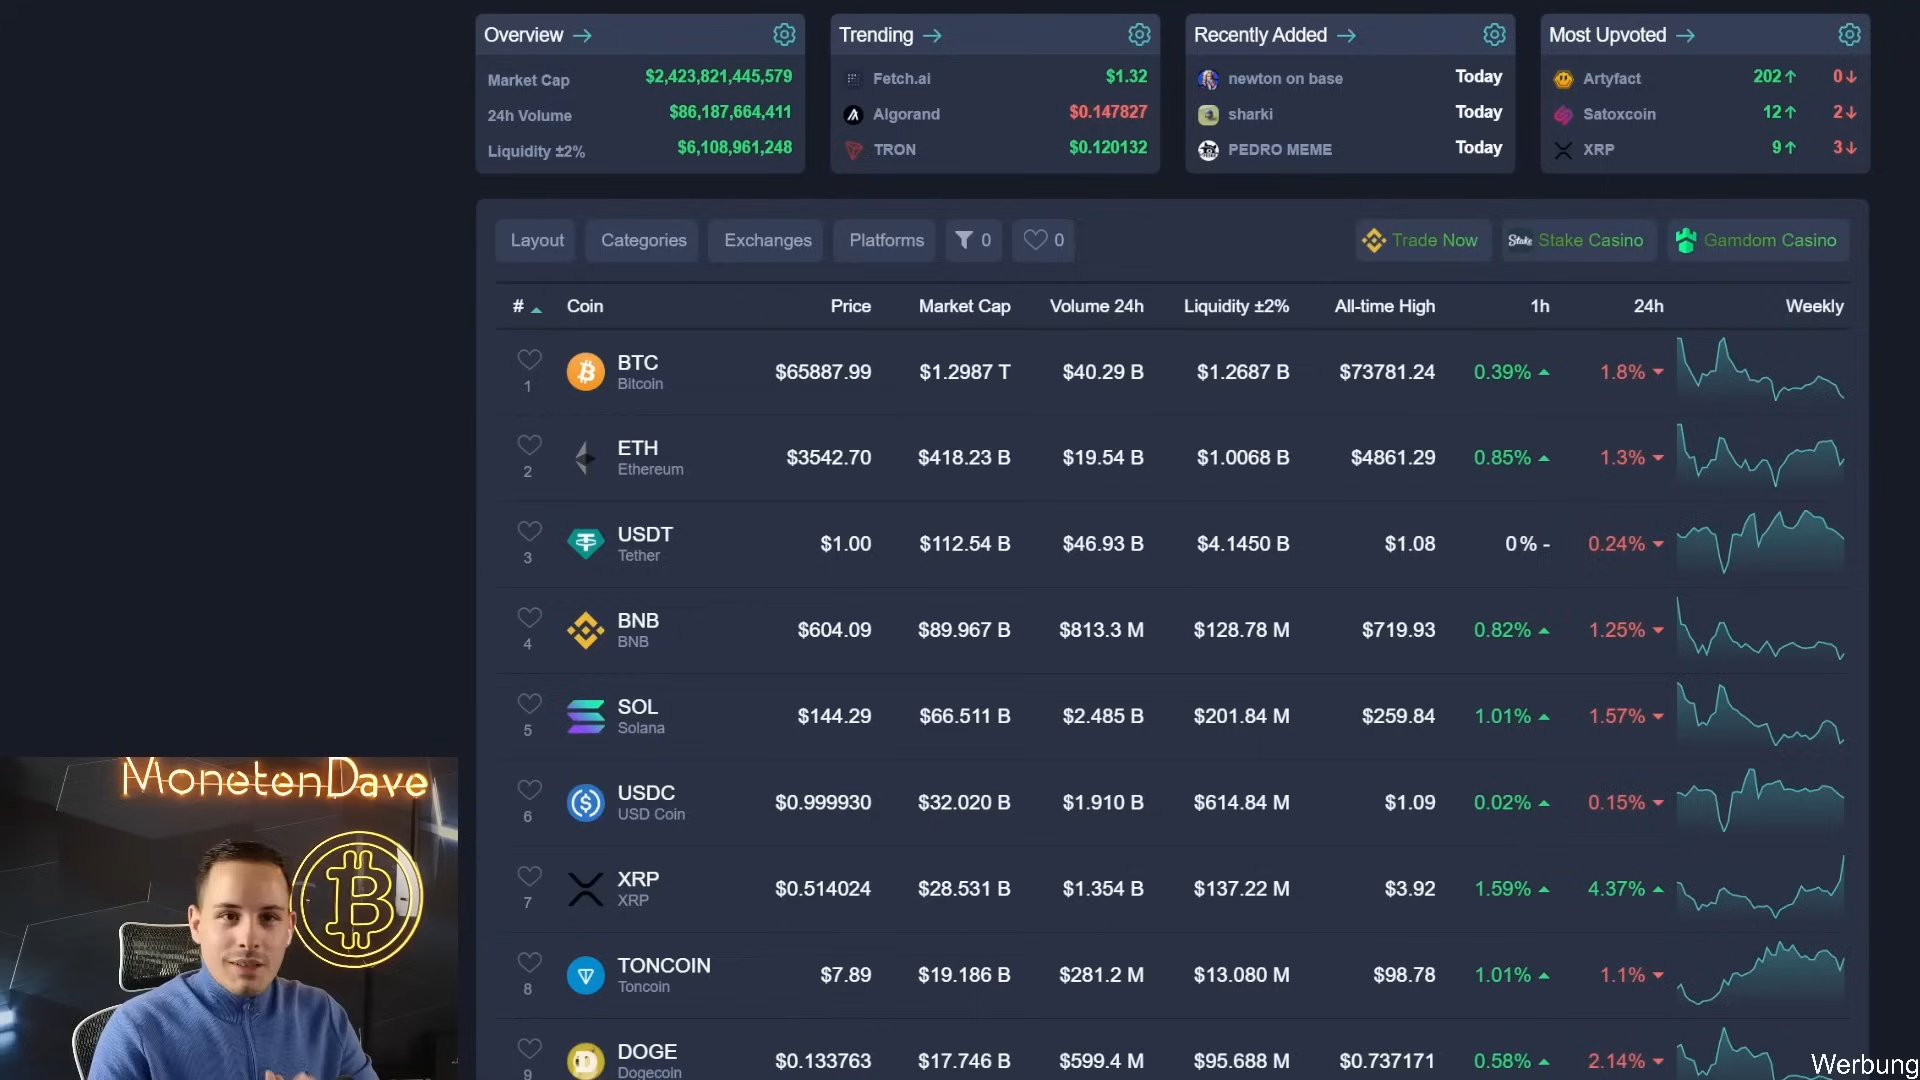 Overview →
Market Cap $2,423,821,445,579
24h Volume $86,187,664,411
Liquidity ±2% $6,108,961,248
Trending →
Fetch.ai $1.32
Algorand $0.147827
TRON $0.120132
Recently Added →
newton on base Today
sharki Today
PEDRO MEME Today
Most Upvoted →
Artyfact 202↑ 0↓
Satoxcoin 12↑ 2↓
XRP 9↑ 3↓
Layout Categories Exchanges Platforms 0 0 Trade Now Stake Stake Casino Gamdom Casino
# Coin Price Market Cap Volume 24h Liquidity ±2% All-time High 1h 24h Weekly
1 BTC Bitcoin $65887.99 $1.2987 T $40.29 B $1.2687 B $73781.24 0.39% 1.8%
2 ETH Ethereum $3542.70 $418.23 B $19.54 B $1.0068 B $4861.29 0.85% 1.3%
3 USDT Tether $1.00 $112.54 B $46.93 B $4.1450 B $1.08 0% - 0.24%
4 BNB BNB $604.09 $89.967 B $813.3 M $128.78 M $719.93 0.82% 1.25%
5 SOL Solana $144.29 $66.511 B $2.485 B $201.84 M $259.84 1.01% 1.57%
6 USDC USD Coin $0.999930 $32.020 B $1.910 B $614.84 M $1.09 0.02% 0.15%
7 XRP XRP $0.514024 $28.531 B $1.354 B $137.22 M $3.92 1.59% 4.37%
8 TONCOIN Toncoin $7.89 $19.186 B $281.2 M $13.080 M $98.78 1.01% 1.1%
9 DOGE Dogecoin $0.133763 $17.746 B $599.4 M $95.688 M $0.737171 0.58% 2.14%
MonetenDave
Werbung